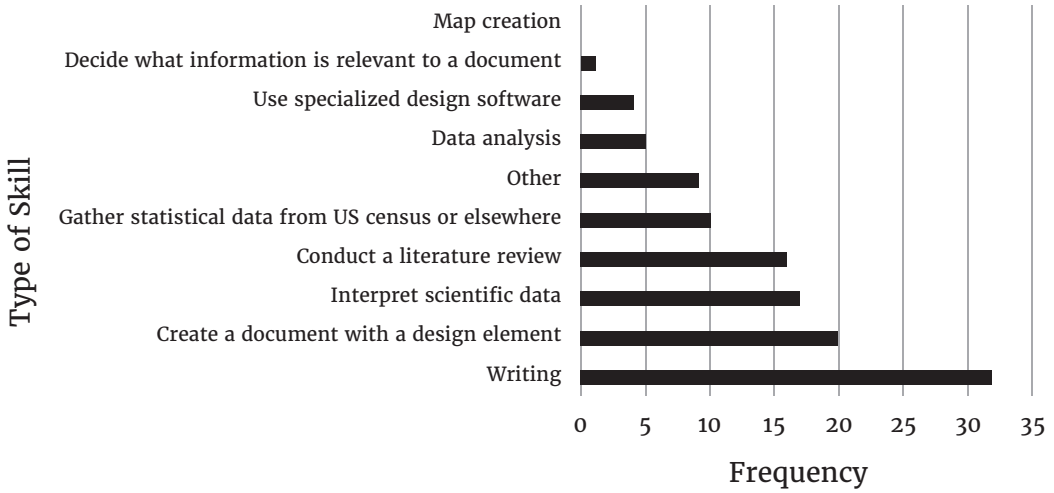 Map creation
Decide what information is relevant to a document
Use specialized design software
Data analysis
Other
Gather statistical data from US census or elsewhere
Conduct a literature review
Interpret scientific data
Create a document with a design element
Writing
Type of Skill
0 5 10 15 20 25 30 35
Frequency